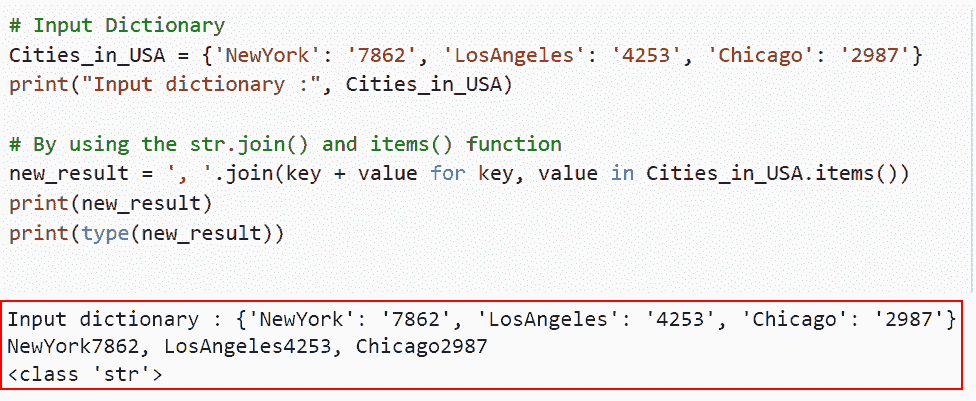 # Input Dictionary
Cities_in_USA = {'NewYork': '7862', 'LosAngeles': '4253', 'Chicago': '2987'}
print("Input dictionary :", Cities_in_USA)
# By using the str.join() and items() function
new_result = ', '.join(key + value for key, value in Cities_in_USA.items())
print(new_result)
print(type(new_result))
Input dictionary : {'NewYork': '7862', 'LosAngeles': '4253', 'Chicago': '2987'}
NewYork7862, LosAngeles4253, Chicago2987
<class 'str'>